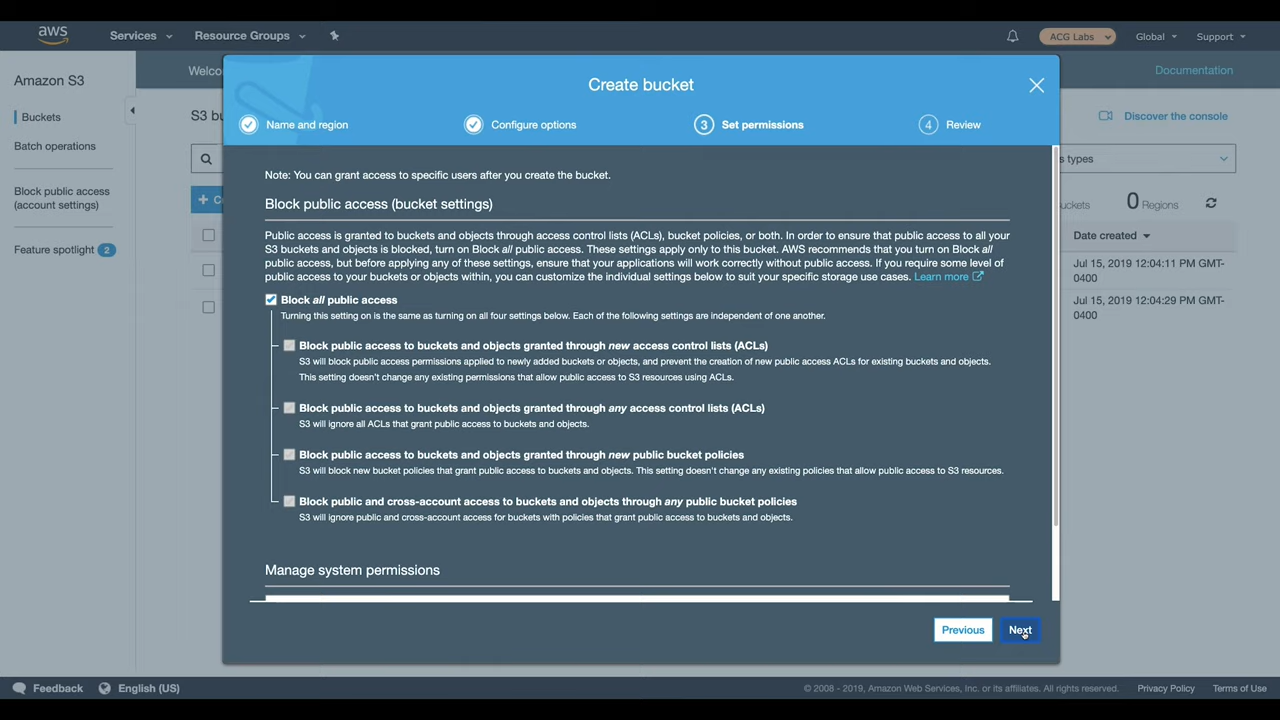 aws Services Resource Groups ACG Labs Global Support
Amazon S3
Buckets
Batch operations
Block public access
(account settings)
Feature spotlight 2
Documentation
Discover the console
types
0 Regions
Date created
Jul 15, 2019 12:04:11 PM GMT-
0400
Jul 15, 2019 12:04:29 PM GMT-
0400
Create bucket
Name and region
Configure options
3 Set permissions
4 Review
Note: You can grant access to specific users after you create the bucket.
Block public access (bucket settings)
Public access is granted to buckets and objects through access control lists (ACLs), bucket policies, or both. In order to ensure that public access to all your
S3 buckets and objects is blocked, turn on Block all public access. These settings apply only to this bucket. AWS recommends that you turn on Block all
public access, but before applying any of these settings, ensure that your applications will work correctly without public access. If you require some level of
public access to your buckets or objects within, you can customize the individual settings below to suit your specific storage use cases. Learn more
Block all public access
Turning this setting on is the same as turning on all four settings below. Each of the following settings are independent of one another.
Block public access to buckets and objects granted through new access control lists (ACLs)
S3 will block public access permissions applied to newly added buckets or objects, and prevent the creation of new public access ACLs for existing buckets and objects.
This setting doesn't change any existing permissions that allow public access to S3 resources using ACLs.
Block public access to buckets and objects granted through any access control lists (ACLs)
S3 will ignore all ACLs that grant public access to buckets and objects.
Block public access to buckets and objects granted through new public bucket policies
S3 will block new bucket policies that grant public access to buckets and objects. This setting doesn't change any existing policies that allow public access to S3 resources.
Block public and cross-account access to buckets and objects through any public bucket policies
S3 will ignore public and cross-account access for buckets with policies that grant public access to buckets and objects.
Manage system permissions
Previous Next
Feedback English (US) © 2008 - 2019, Amazon Web Services, Inc. or its affiliates. All rights reserved. Privacy Policy Terms of Use